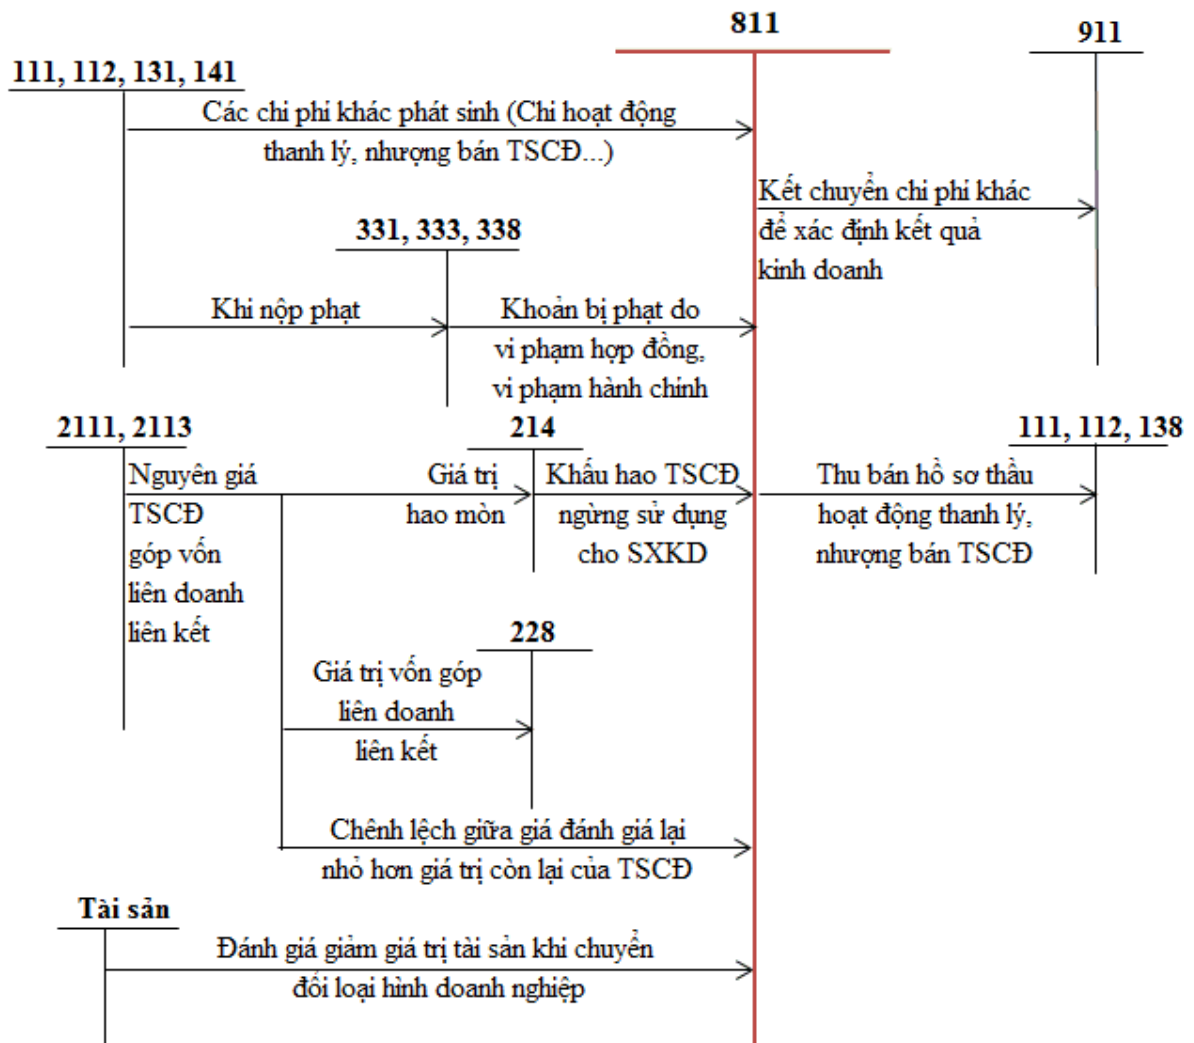 811
911
111, 112, 131, 141
Các chi phí khác phát sinh (Chi hoạt động
thanh lý, nhượng bán TSCĐ...)
Kết chuyển chi phí khác
để xác định kết quả
kinh doanh
331, 333, 338
Khi nộp phạt
Khoản bị phạt do
vi phạm hợp đồng,
vi phạm hành chính
2111, 2113
214
111, 112, 138
Nguyên giá
TSCĐ
góp vốn
liên doanh
liên kết
Giá trị
hao mòn
Khấu hao TSCĐ
ngừng sử dụng
cho SXKD
Thu bán hồ sơ thầu
hoạt động thanh lý,
nhượng bán TSCĐ
228
Giá trị vốn góp
liên doanh
liên kết
Chênh lệch giữa giá đánh giá lại
nhỏ hơn giá trị còn lại của TSCĐ
Tài sản
Đánh giá giảm giá trị tài sản khi chuyển
đổi loại hình doanh nghiệp